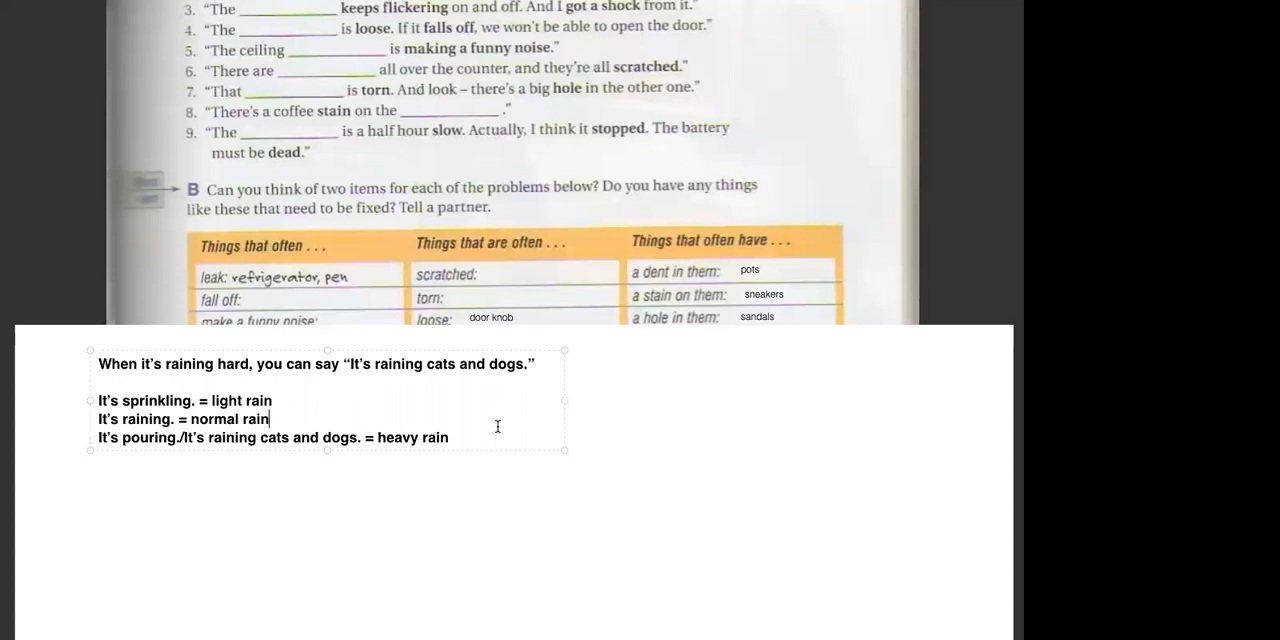 3. “The ____________ keeps flickering on and off. And I got a shock from it.”
4. “The ____________ is loose. If it falls off, we won’t be able to open the door.”
5. “The ceiling ____________ is making a funny noise.”
6. “There are ____________ all over the counter, and they’re all scratched.”
7. “That ____________ is torn. And look – there’s a big hole in the other one.”
8. “There’s a coffee stain on the ____________ .”
9. “The ____________ is a half hour slow. Actually, I think it stopped. The battery
must be dead.”
B Can you think of two items for each of the problems below? Do you have any things
like these that need to be fixed? Tell a partner.
Things that often . . . Things that are often . . . Things that often have . . .
leak: refrigerator, pen scratched: a dent in them: pots
fall off: torn: a stain on them: sneakers
make a funny noise: loose: door knob a hole in them: sandals
When it’s raining hard, you can say “It’s raining cats and dogs.”
It’s sprinkling. = light rain
It’s raining. = normal rain
It’s pouring./It’s raining cats and dogs. = heavy rain